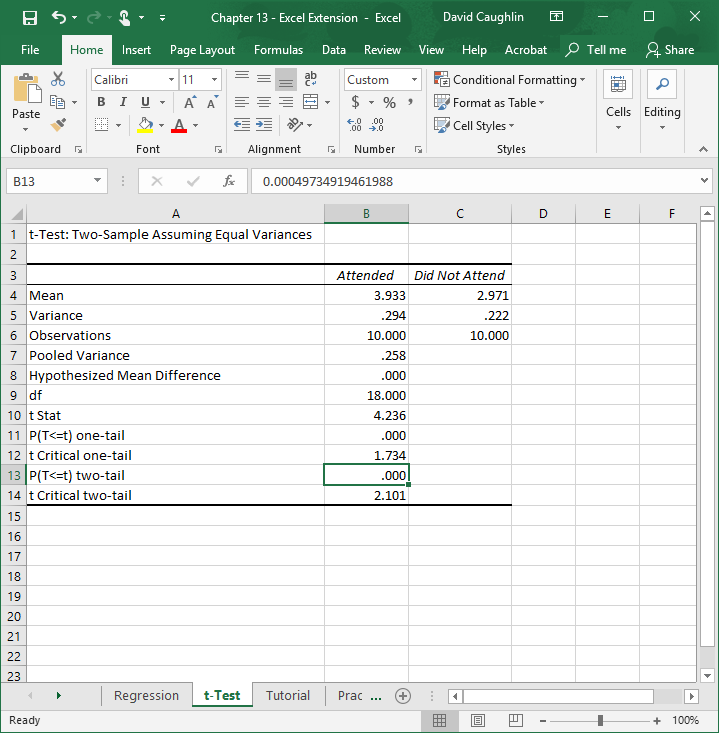 Chapter 13 - Excel Extension - Excel David Caughlin
File Home Insert Page Layout Formulas Data Review View Help Acrobat Tell me Share
Paste
Calibri 11
B I U A A
A
ab
Custom
$ % ,
.00 .00
Conditional Formatting
Format as Table
Cell Styles
Cells Editing
Clipboard Font Alignment Number Styles
B13 fx 0.00049734919461988
A B C D E F
1 t-Test: Two-Sample Assuming Equal Variances
2
3 Attended Did Not Attend
4 Mean 3.933 2.971
5 Variance .294 .222
6 Observations 10.000 10.000
7 Pooled Variance .258
8 Hypothesized Mean Difference .000
9 df 18.000
10 t Stat 4.236
11 P(T<=t) one-tail .000
12 t Critical one-tail 1.734
13 P(T<=t) two-tail .000
14 t Critical two-tail 2.101
15
16
17
18
19
20
21
22
23
Regression t-Test Tutorial Prac ...
Ready 100%